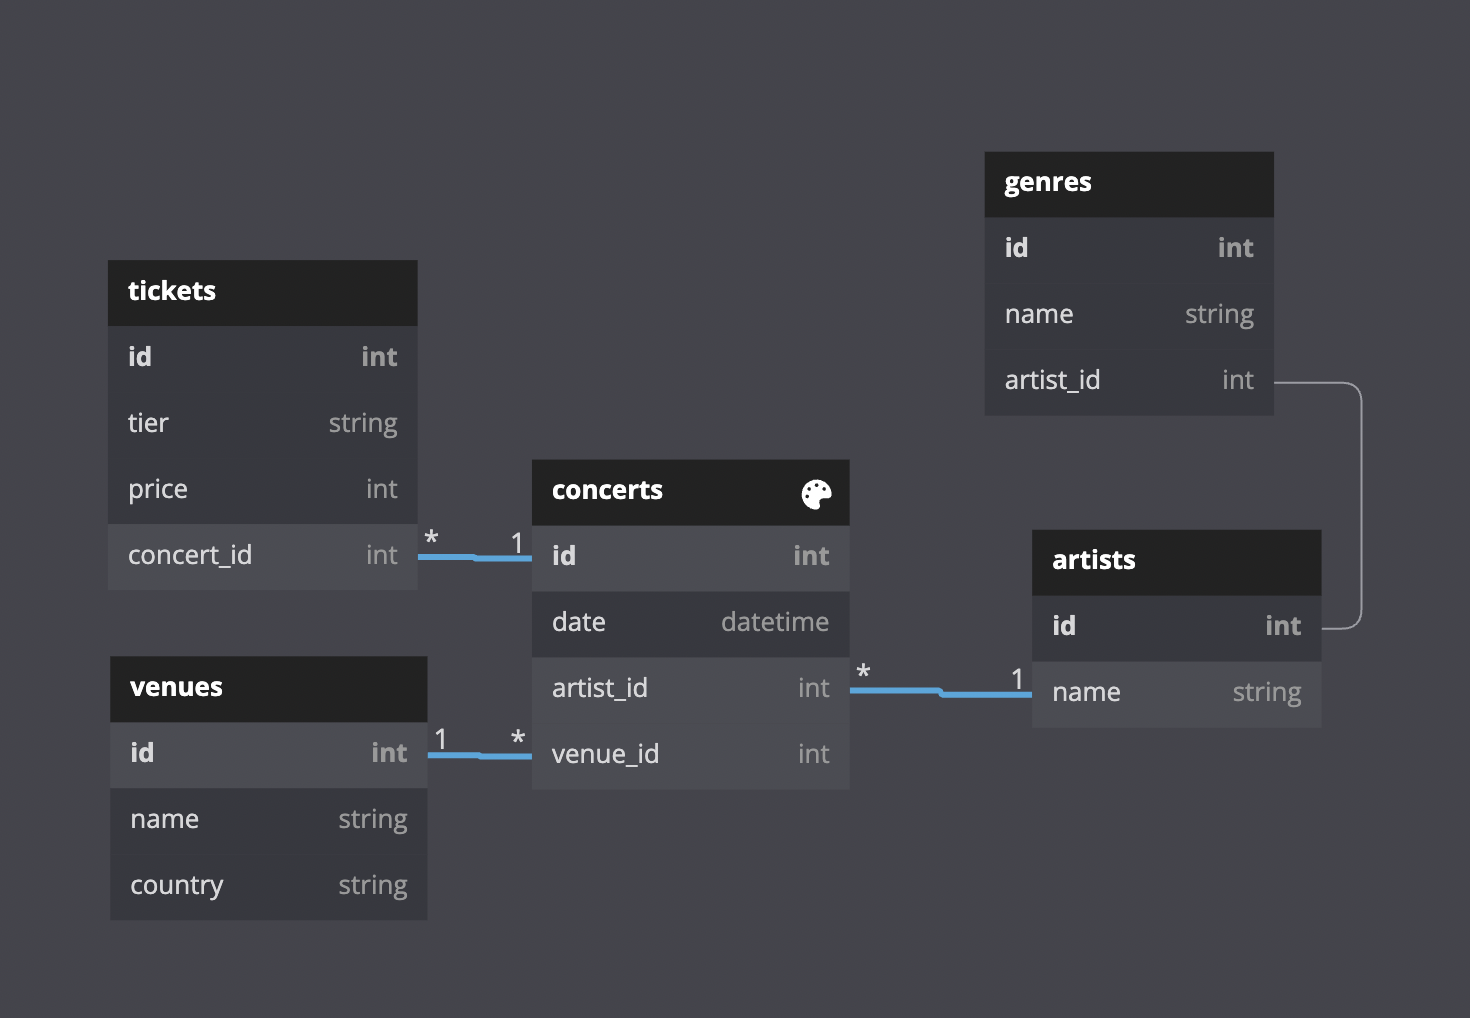 genres
id int
name string
artist_id int
tickets
id int
tier string
price int
concert_id int
* 1
concerts
id int
date datetime
artist_id int
venue_id int
* 1
artists
id int
name string
venues
id int
name string
country string
1 *